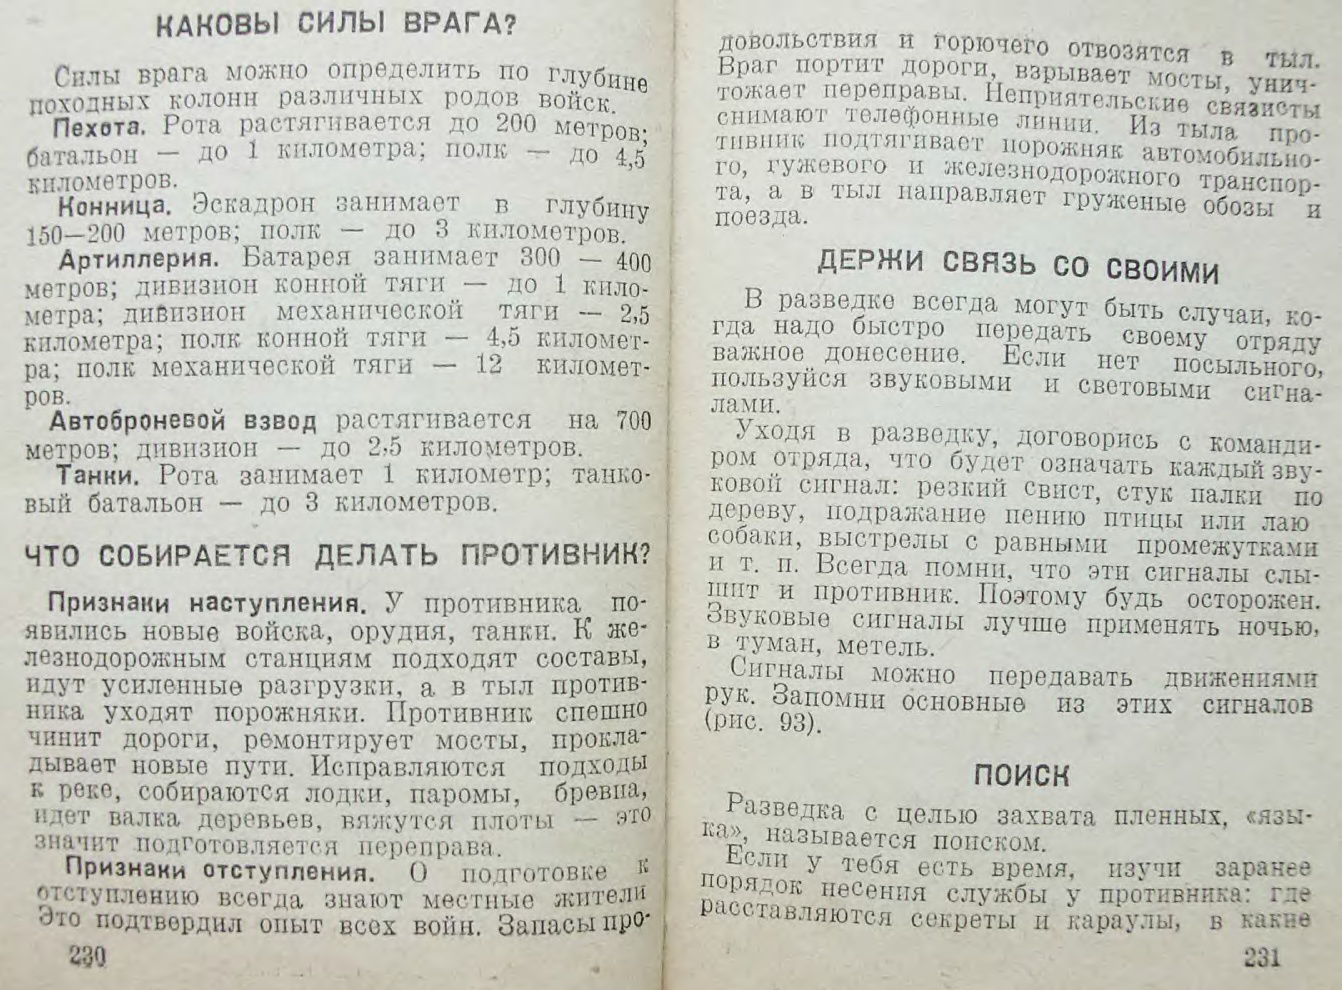 КАКОВЫ СИЛЫ ВРАГА?
Силы врага можно определить по глубине
походных колонн различных родов войск.
Пехота. Рота растягивается до 200 метров;
батальон — до 1 километра; полк — до 4,5
километров.
Конница. Эскадрон занимает в глубину
150—200 метров; полк — до 3 километров.
Артиллерия. Батарея занимает 300 — 400
метров; дивизион конной тяги — до 1 кило-
метра; дивизион механической тяги — 2,5
километра; полк конной тяги — 4,5 километ-
ра; полк механической тяги — 12 километ-
ров.
Автоброневой взвод растягивается на 700
метров; дивизион — до 2,5 километров.
Танки. Рота занимает 1 километр; танко-
вый батальон — до 3 километров.
ЧТО СОБИРАЕТСЯ ДЕЛАТЬ ПРОТИВНИК?
Признаки наступления. У противника по-
явились новые войска, орудия, танки. К же-
лезнодорожным станциям подходят составы,
идут усиленные разгрузки, а в тыл против-
ника уходят порожняки. Противник спешно
чинит дороги, ремонтирует мосты, прокла-
дывает новые пути. Исправляются подходы
к реке, собираются лодки, паромы, бревна,
идет валка деревьев, вяжутся плоты — это
значит подготовляется переправа.
Признаки отступления. О подготовке к
отступлению всегда знают местные жители
Это подтвердил опыт всех войн. Запасы про-
230
довольствия и горючего отвозятся в тыл.
Враг портит дороги, взрывает мосты, унич-
тожает переправы. Неприятельские связисты
снимают телефонные линии. Из тыла про-
тивник подтягивает порожняк автомобильно-
го, гужевого и железнодорожного транспор-
та, а в тыл направляет груженые обозы и
поезда.
ДЕРЖИ СВЯЗЬ СО СВОИМИ
В разведке всегда могут быть случаи, ко-
гда надо быстро передать своему отряду
важное донесение. Если нет посыльного,
пользуйся звуковыми и световыми сигна-
лами.
Уходя в разведку, договорись с команди-
ром отряда, что будет означать каждый зву-
ковой сигнал: резкий свист, стук палки по
дереву, подражание пению птицы или лаю
собаки, выстрелы с равными промежутками
и т. п. Всегда помни, что эти сигналы слы-
шит и противник. Поэтому будь осторожен.
Звуковые сигналы лучше применять ночью,
в туман, метель.
Сигналы можно передавать движениями
рук. Запомни основные из этих сигналов
(рис. 93).
ПОИСК
Разведка с целью захвата пленных, «язы-
ка», называется поиском.
Если у тебя есть время, изучи заранее
порядок несения службы у противника: где
расставляются секреты и караулы, в какие
231